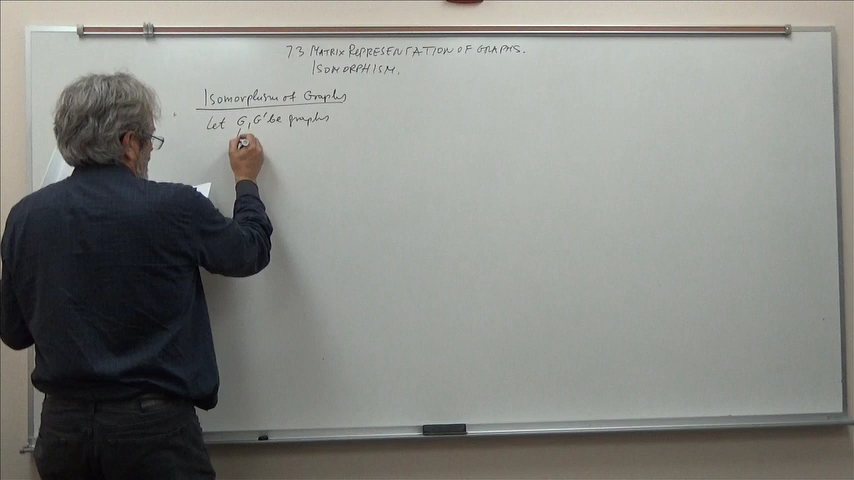 7.3 MATRIX REPRESENTATION OF GRAPHS.
ISOMORPHISM.
Isomorphism of Graphs
Let G, G' be graphs